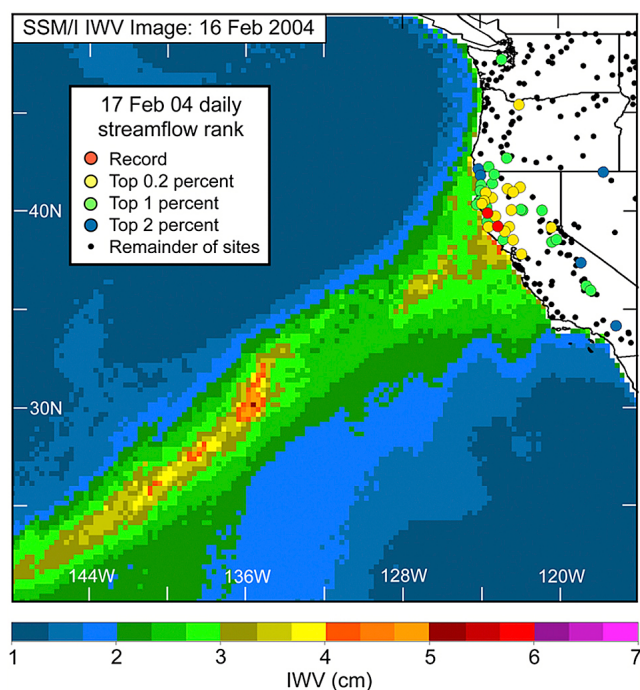 SSM/I IWV Image: 16 Feb 2004
17 Feb 04 daily
streamflow rank
Record
Top 0.2 percent
Top 1 percent
Top 2 percent
Remainder of sites
40N
30N
144W 136W 128W 120W
1 2 3 4 5 6 7
IWV (cm)